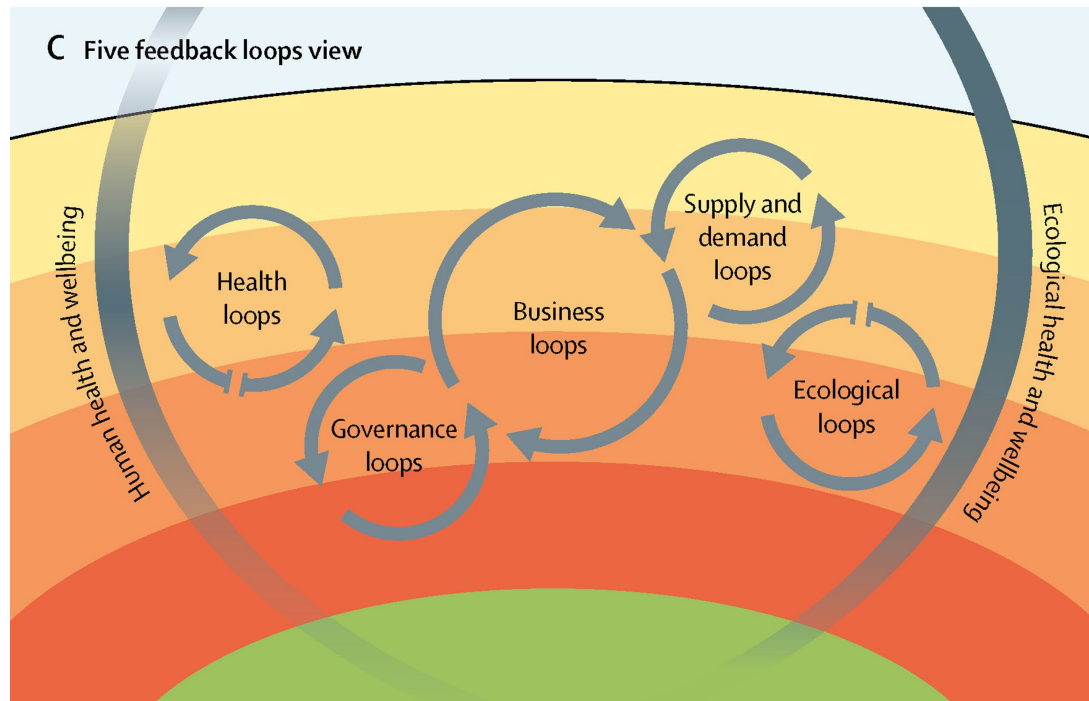 C Five feedback loops view
Human health and wellbeing
Health
loops
Governance
loops
Business
loops
Supply and
demand
loops
Ecological
loops
Ecological health and wellbeing